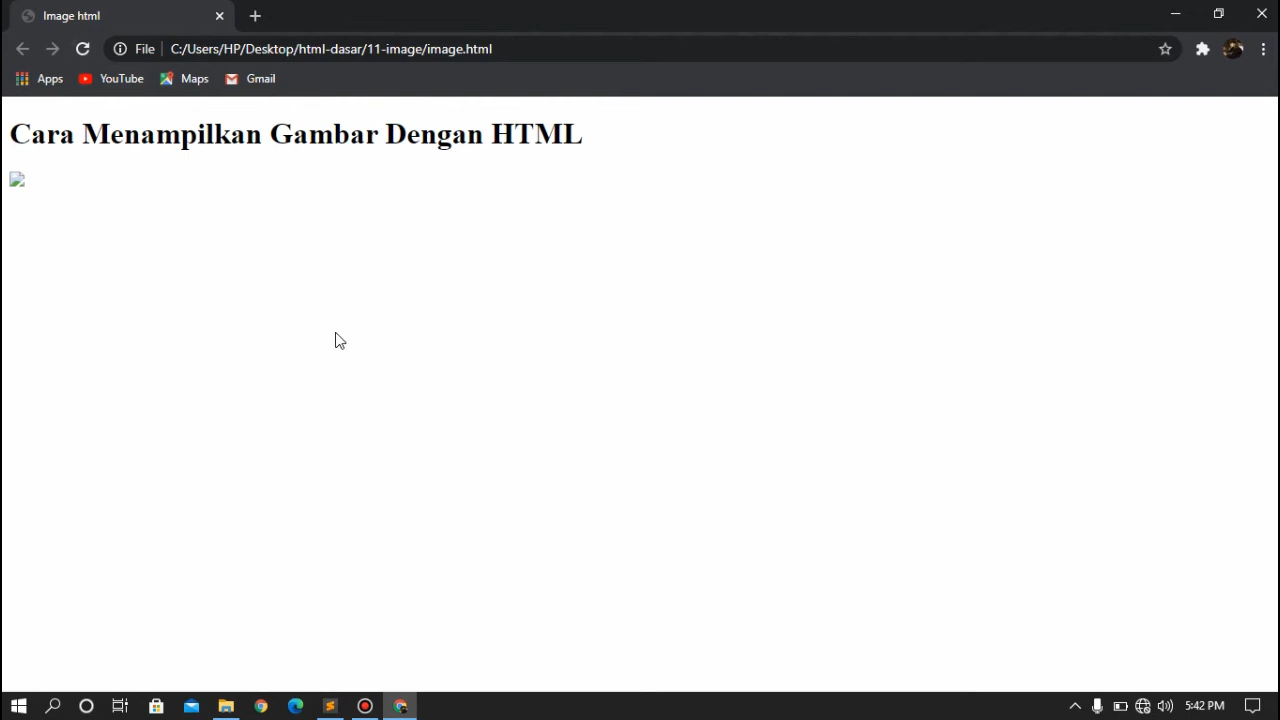 Image html
File
C:/Users/HP/Desktop/html-dasar/11-image/image.html
Apps YouTube Maps Gmail
Cara Menampilkan Gambar Dengan HTML
5:42 PM